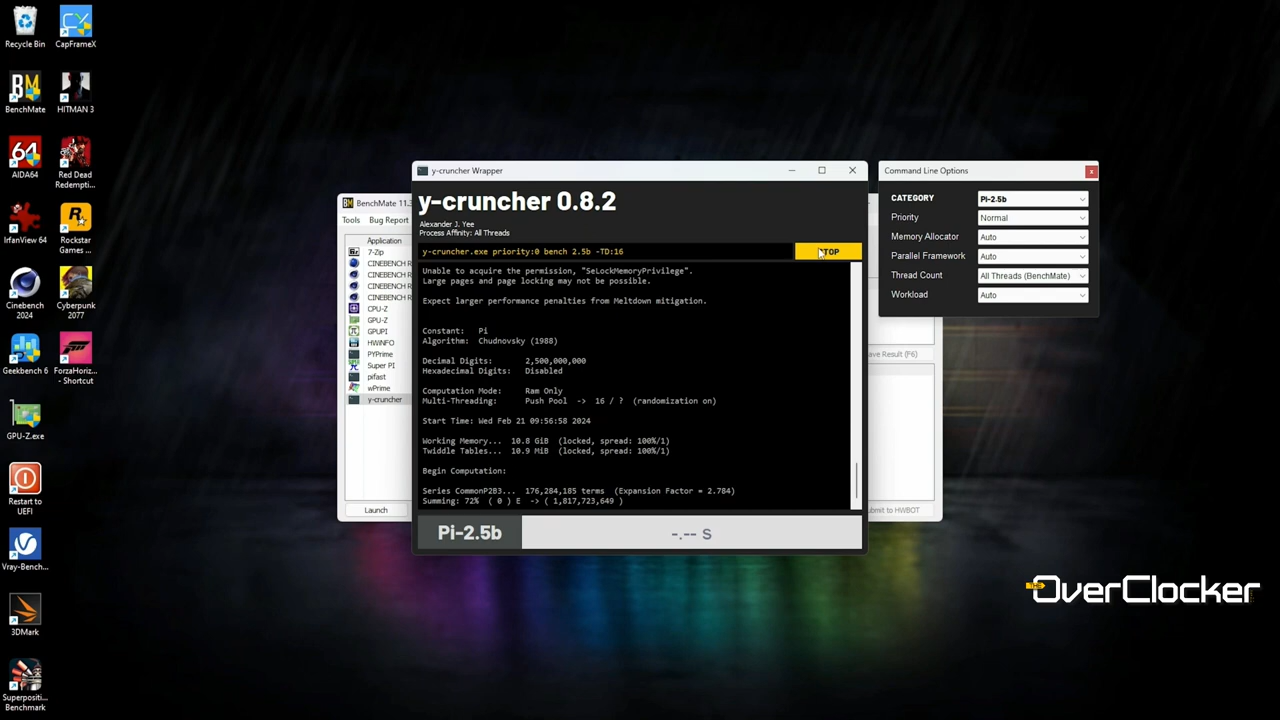 Recycle Bin
CapFrameX
BM
BenchMate
HITMAN 3
64
AIDA64
Red Dead
Redemptio...
IrfanView 64
Rockstar
Games ...
Cinebench
2024
Cyberpunk
2077
Geekbench 6
ForzaHoriz...
- Shortcut
GPU-Z.exe
Restart to
UEFI
Vray-Bench...
3DMark
Superpositi...
Benchmark
BM BenchMate 11.3
Tools Bug Report
Application
7-Zip
CINEBENCH R
CINEBENCH R
CINEBENCH R
CINEBENCH R
CPU-Z
GPU-Z
GPUPI
HWiNFO
PYPrime
Super PI
pifast
wPrime
y-cruncher
Launch
y-cruncher Wrapper
y-cruncher 0.8.2
Alexander J. Yee
Process Affinity: All Threads
y-cruncher.exe priority:0 bench 2.5b -TD:16
STOP
Unable to acquire the permission, "SeLockMemoryPrivilege".
Large pages and page locking may not be possible.
Expect larger performance penalties from Meltdown mitigation.
Constant: Pi
Algorithm: Chudnovsky (1988)
Decimal Digits: 2,500,000,000
Hexadecimal Digits: Disabled
Computation Mode: Ram Only
Multi-Threading: Push Pool -> 16 / ? (randomization on)
Start Time: Wed Feb 21 09:56:58 2024
Working Memory... 10.8 GiB (locked, spread: 100%/1)
Twiddle Tables... 10.9 MiB (locked, spread: 100%/1)
Begin Computation:
Series CommonP2B3... 176,284,185 terms (Expansion Factor = 2.784)
Summing: 72% ( 0 ) E -> ( 1,817,723,649 )
Pi-2.5b
-.-- S
Command Line Options
CATEGORY Pi-2.5b
Priority Normal
Memory Allocator Auto
Parallel Framework Auto
Thread Count All Threads (BenchMate)
Workload Auto
ave Result (F6)
ubmit to HWBOT
THE OverClocker